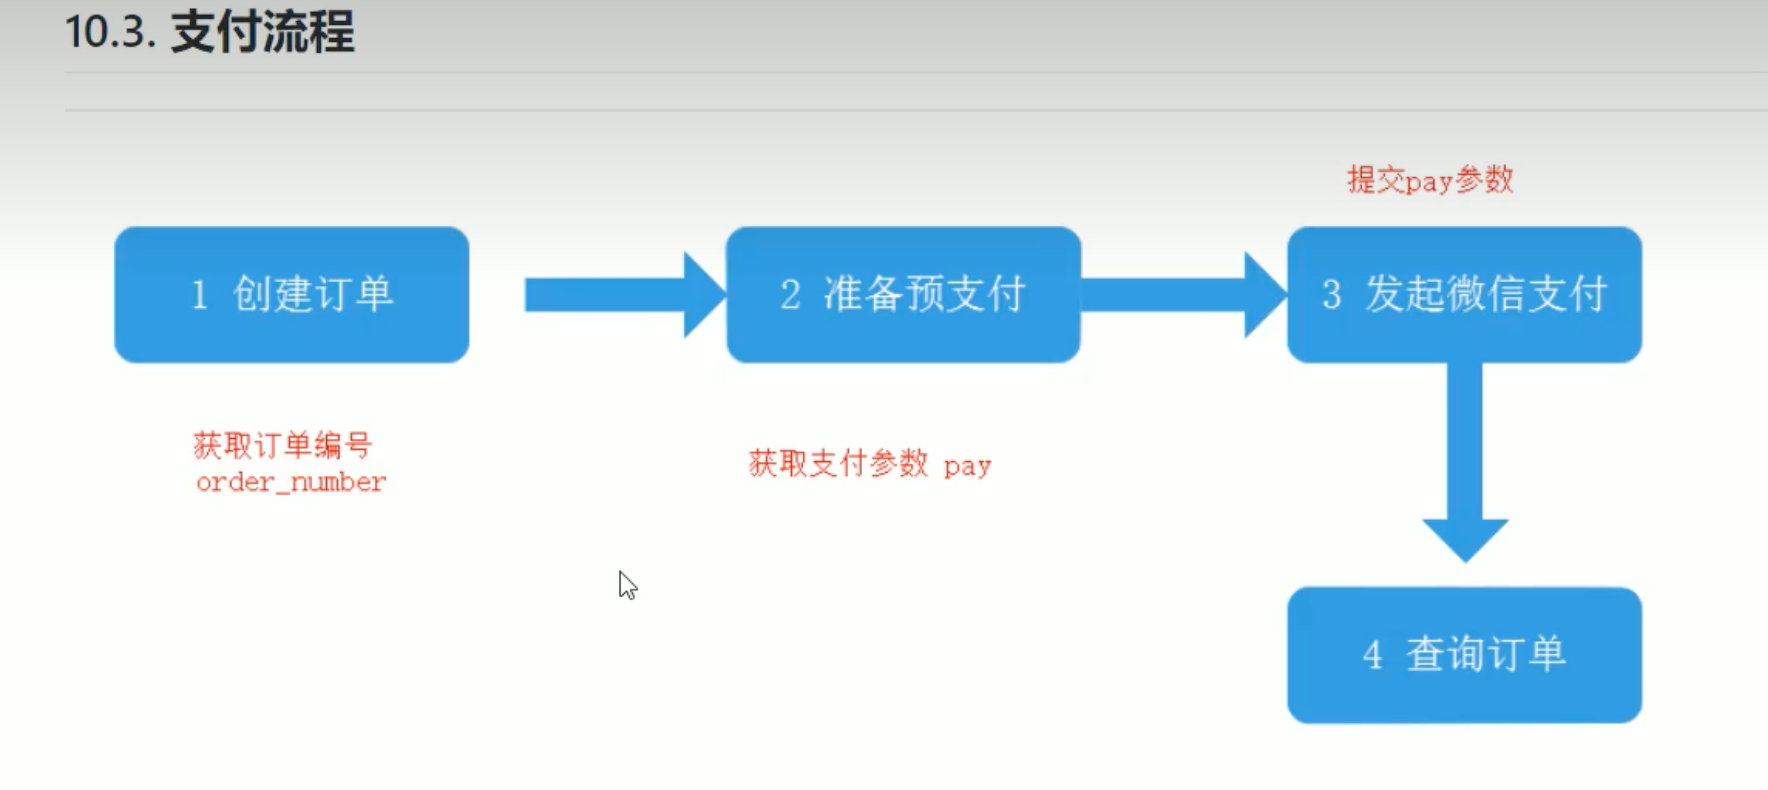 10.3. 支付流程
提交pay参数
1 创建订单
2 准备预支付
3 发起微信支付
获取订单编号
order_number
获取支付参数 pay
4 查询订单